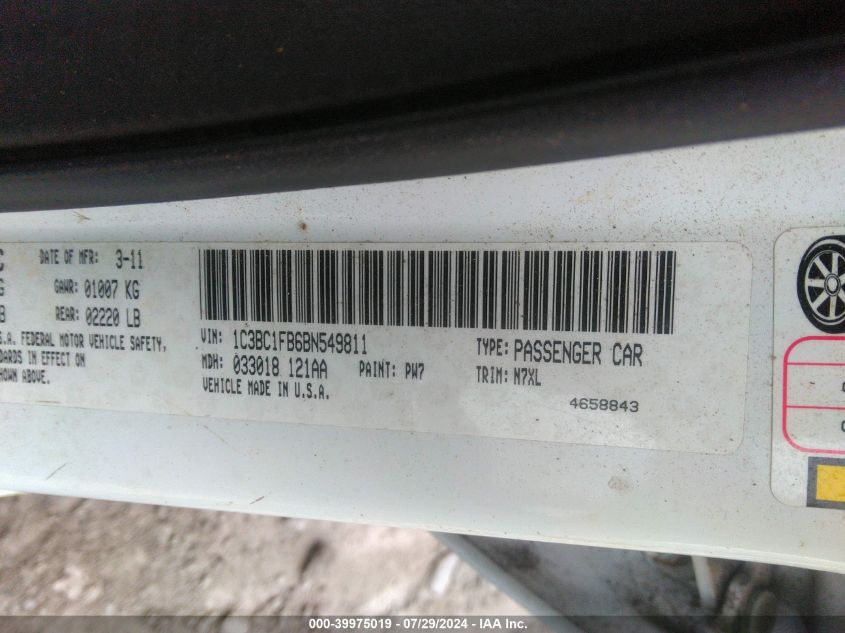 C DATE OF MFR: 3-11
G GAWR: 01007 KG
B REAR: 02220 LB
S.A. FEDERAL MOTOR VEHICLE SAFETY,
DARDS IN EFFECT ON
SHOWN ABOVE.
VIN: 1C3BC1FB6BN549811
TYPE: PASSENGER CAR
MDH: 033018 121AA PAINT: PW7
TRIM: N7XL
VEHICLE MADE IN U.S.A.
4658843
000-39975019 / 07/29/2024 - IAA Inc.